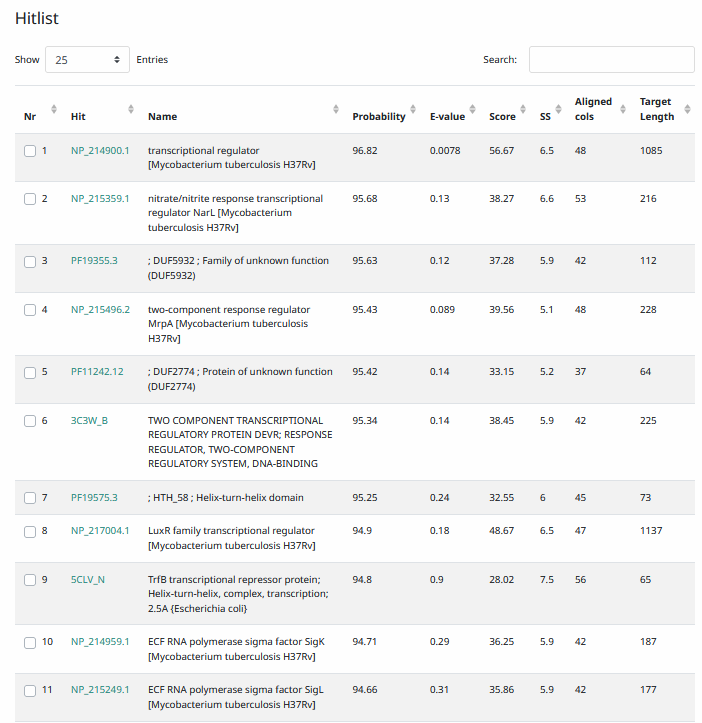 Hitlist
Show 25 Entries Search:
Nr Hit Name Probability E-value Score SS Aligned cols Target Length
1 NP_214900.1 transcriptional regulator 96.82 0.0078 56.67 6.5 48 1085
[Mycobacterium tuberculosis H37Rv]
2 NP_215359.1 nitrate/nitrite response transcriptional 95.68 0.13 38.27 6.6 53 216
regulator NarL [Mycobacterium
tuberculosis H37Rv]
3 PF19355.3 ; DUF5932 ; Family of unknown function 95.63 0.12 37.28 5.9 42 112
(DUF5932)
4 NP_215496.2 two-component response regulator 95.43 0.089 39.56 5.1 48 228
MrpA [Mycobacterium tuberculosis
H37Rv]
5 PF11242.12 ; DUF2774 ; Protein of unknown function 95.42 0.14 33.15 5.2 37 64
(DUF2774)
6 3C3W_B TWO COMPONENT TRANSCRIPTIONAL 95.34 0.14 38.45 5.9 42 225
REGULATORY PROTEIN DEVR; RESPONSE
REGULATOR, TWO-COMPONENT
REGULATORY SYSTEM, DNA-BINDING
7 PF19575.3 ; HTH_58 ; Helix-turn-helix domain 95.25 0.24 32.55 6 45 73
8 NP_217004.1 LuxR family transcriptional regulator 94.9 0.18 48.67 6.5 47 1137
[Mycobacterium tuberculosis H37Rv]
9 5CLV_N TrfB transcriptional repressor protein; 94.8 0.9 28.02 7.5 56 65
Helix-turn-helix, complex, transcription;
2.5A {Escherichia coli}
10 NP_214959.1 ECF RNA polymerase sigma factor SigK 94.71 0.29 36.25 5.9 42 187
[Mycobacterium tuberculosis H37Rv]
11 NP_215249.1 ECF RNA polymerase sigma factor SigL 94.66 0.31 35.86 5.9 42 177
[Mycobacterium tuberculosis H37Rv]